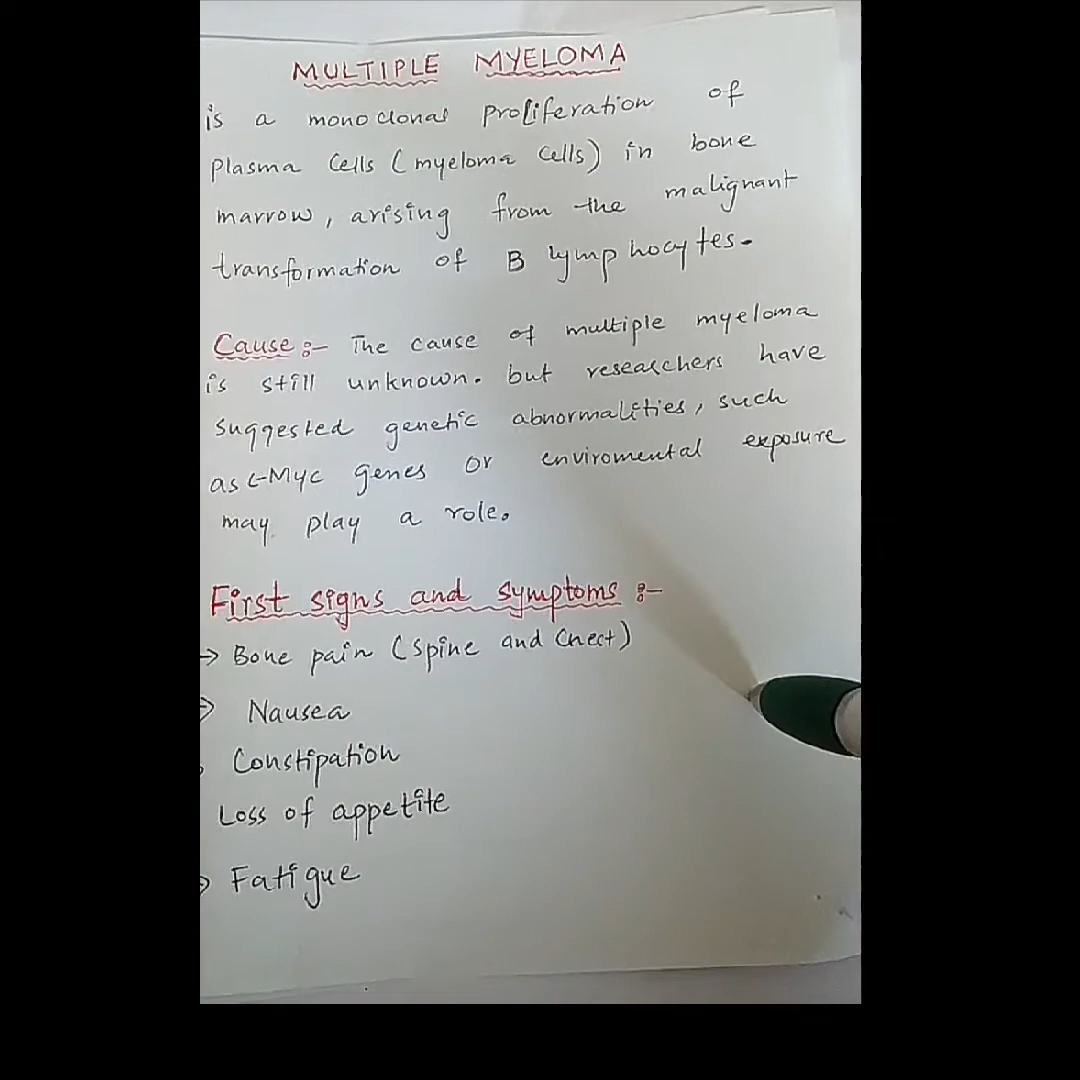 MULTIPLE MYELOMA
is a monoclonal proliferation of
plasma cells (myeloma cells) in bone
marrow, arising from the malignant
transformation of B lymphocytes.
Cause :- The cause of multiple myeloma
is still unknown. but researchers have
suggested genetic abnormalities, such
as c-Myc genes or enviromental exposure
may play a role.
First signs and symptoms :-
→ Bone pain (spine and Chest)
→ Nausea
Constipation
Loss of appetite
→ Fatigue